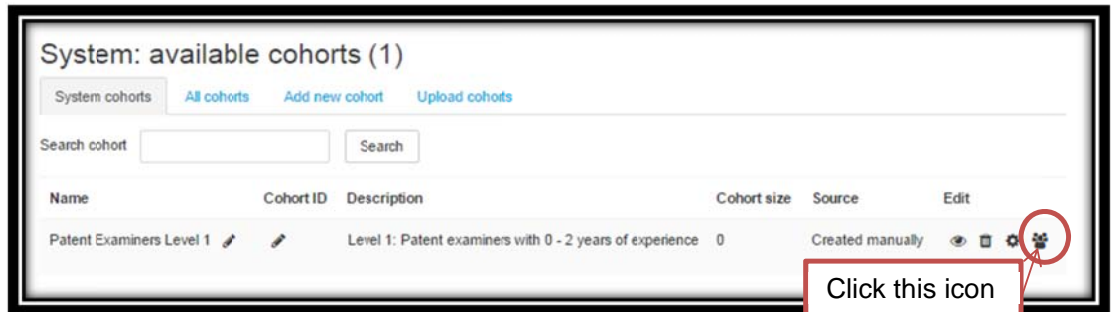 System: available cohorts (1)
System cohorts All cohorts Add new cohort Upload cohorts
Search cohort Search
Name Cohort ID Description Cohort size Source Edit
Patent Examiners Level 1 Level 1: Patent examiners with 0 - 2 years of experience 0 Created manually
Click this icon